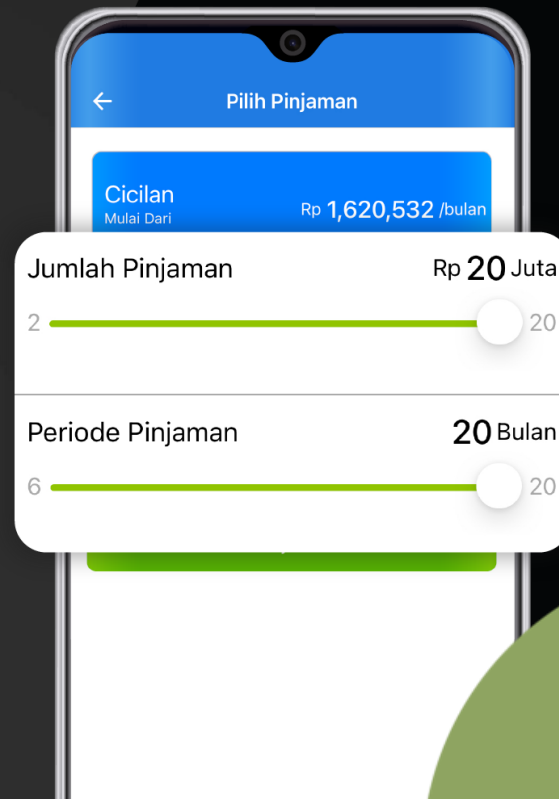 Pilih Pinjaman
Cicilan
Mulai Dari
Rp 1,620,532 /bulan
Jumlah Pinjaman
Rp 20 Juta
2
20
Periode Pinjaman
20 Bulan
6
20